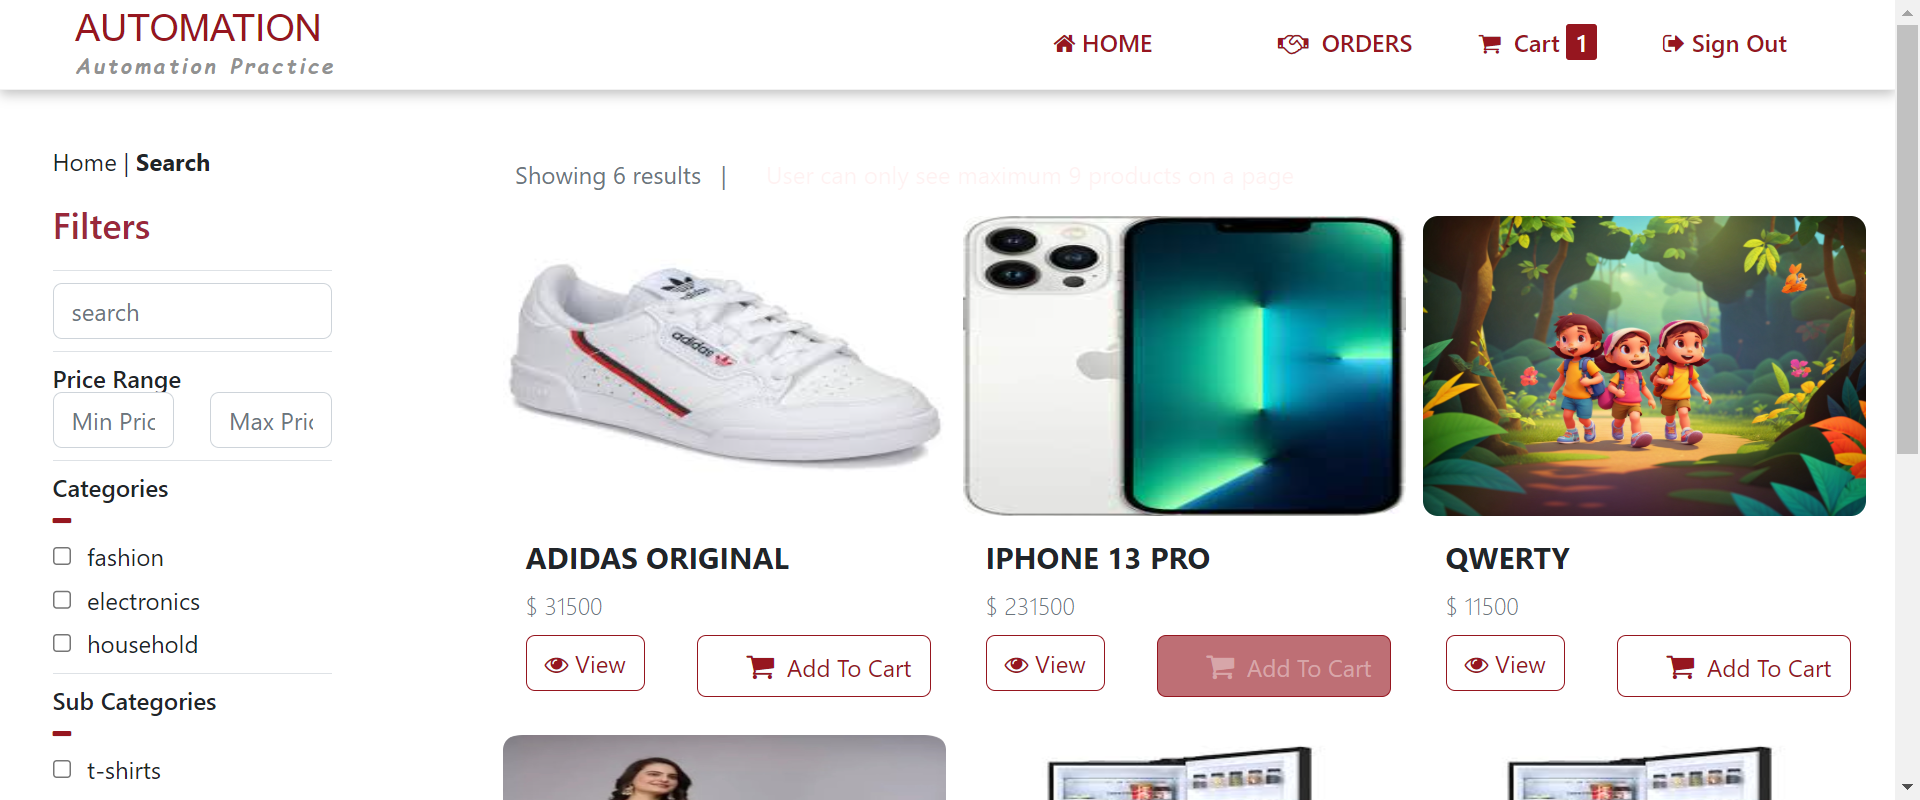 AUTOMATION
Automation Practice
HOME
ORDERS
Cart 1
Sign Out
Home | Search
Showing 6 results |
User can only see maximum 9 products on a page
Filters
search
Price Range
Min Pric
Max Pric
Categories
fashion
electronics
household
Sub Categories
t-shirts
adidas
ADIDAS ORIGINAL
$ 31500
View
Add To Cart
IPHONE 13 PRO
$ 231500
View
Add To Cart
QWERTY
$ 11500
View
Add To Cart